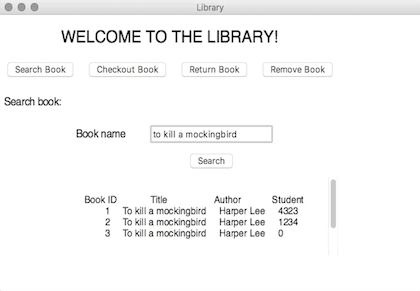 Library
WELCOME TO THE LIBRARY!
Search Book Checkout Book Return Book Remove Book
Search book:
Book name to kill a mockingbird
Search
Book ID Title Author Student
1 To kill a mockingbird Harper Lee 4323
2 To kill a mockingbird Harper Lee 1234
3 To kill a mockingbird Harper Lee 0